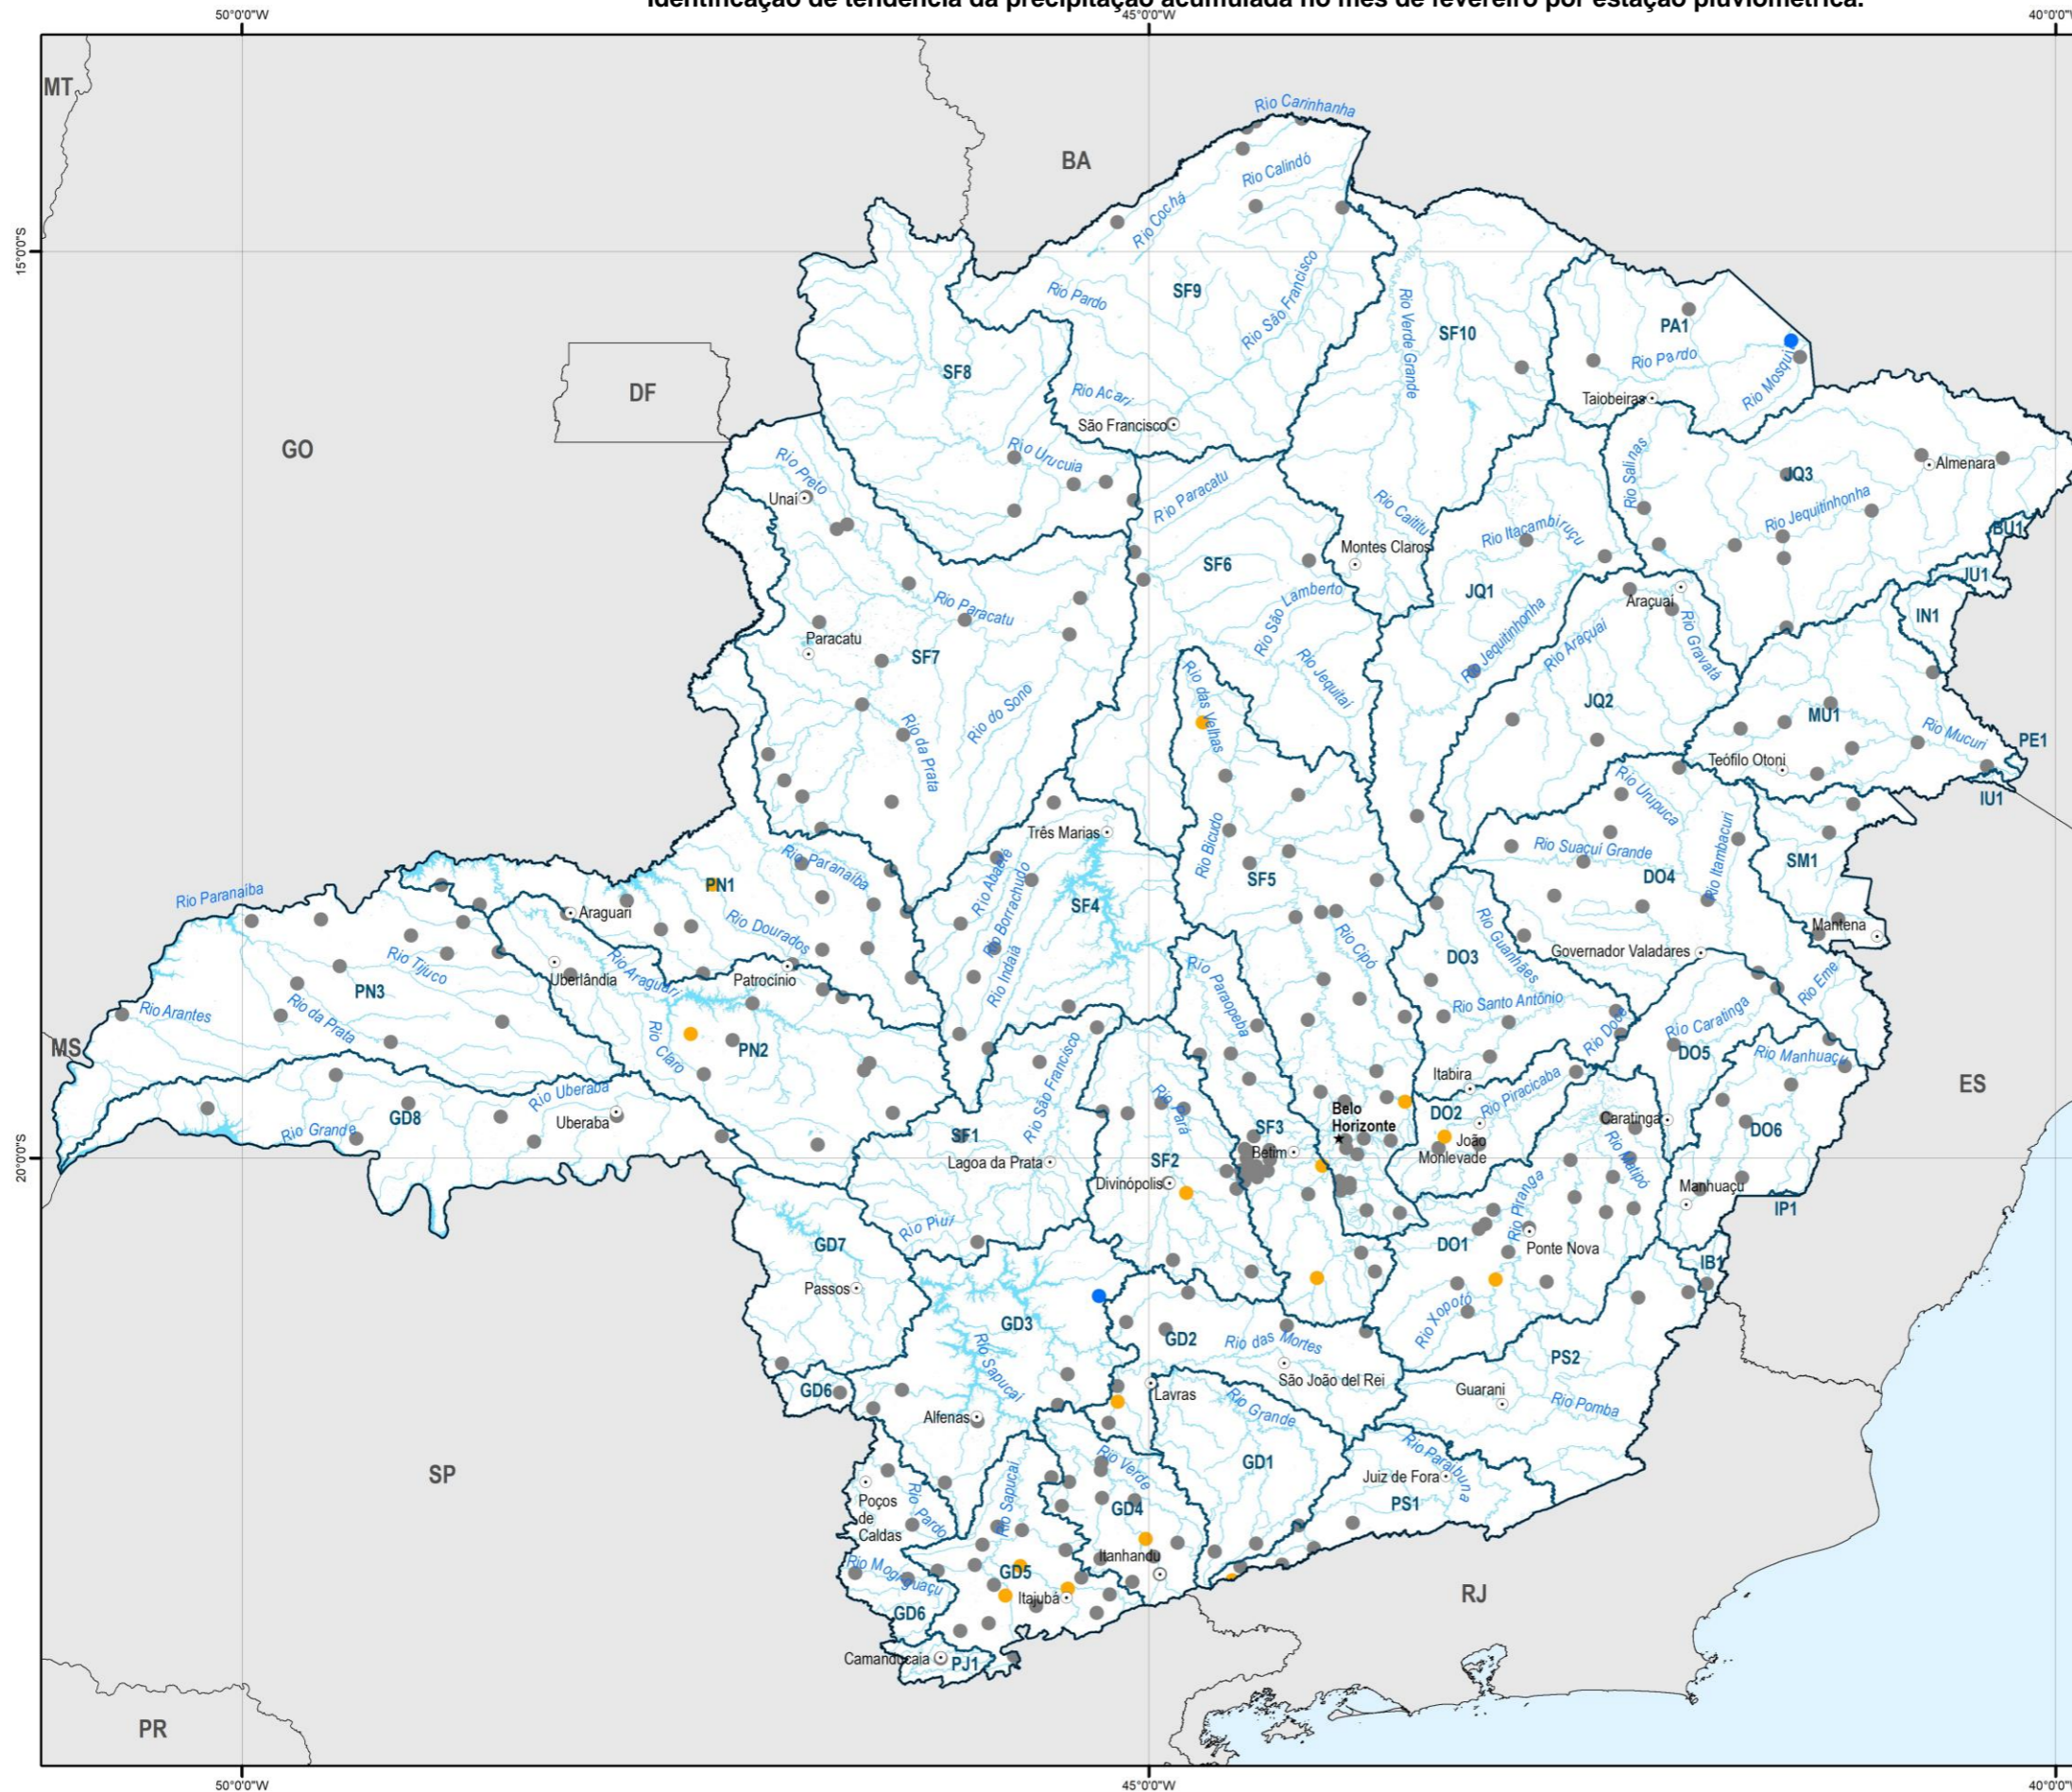 Identificação de tendência da precipitação acumulada no mês de fevereiro por estação pluviométrica.
50°0'0"W
45°0'0"W
40°0'0"W
MT
BA
Rio Carinhanha
Rio Calindó
Rio Cochá
15°0'0"S
Rio Pardo
SF9
Rio São Francisco
Rio Verde Grande
SF10
PA1
Rio Pardo
Rio Mosqui
DF
SF8
Rio Acari
São Francisco
Taiobeiras
GO
Rio Preto
Unaí
Rio Urucuia
Rio Paracatu
Rio Caititu
Rio Salinas
JQ3
Almenara
Rio Jequitinhonha
BU1
Montes Claros
Rio Itacambiruçu
SF6
JU1
Rio São Lamberto
JQ1
Araçuaí
IN1
Rio Paracatu
Paracatu
SF7
Rio Jequitinhonha
Rio Araçuaí
Rio Gravatá
Rio do Sono
Rio das Velhas
Rio Jequitaí
JQ2
MU1
Rio Mucuri
PE1
Rio da Prata
Teófilo Otoni
IU1
Rio Urupuca
Três Marias
Rio Bicudo
Rio Suaçuí Grande
Rio Itambacuri
SM1
Rio Paranaíba
PN1
Rio Paranaíba
Rio Abaeté
Rio Borrachudo
SF4
SF5
DO4
Araguari
Rio Dourados
Rio Indaiá
Rio Cipó
Rio Guanhães
Mantena
Governador Valadares
Rio Tijuco
Uberlândia
Rio Araguari
Patrocínio
Rio Paraopeba
DO3
Rio Eme
PN3
Rio Arantes
Rio da Prata
Rio Santo Antônio
Rio Doce
Rio Caratinga
MS
Rio Claro
PN2
Rio São Francisco
DO5
Rio Manhuaçu
ES
Itabira
Rio Uberaba
Uberaba
GD8
Rio Grande
Rio Pará
Belo
Horizonte
DO2
Rio Piracicaba
Caratinga
DO6
20°0'0"S
SF1
Lagoa da Prata
SF2
SF3
Betim
João
Monlevade
Rio Matipó
Divinópolis
Manhuaçu
IP1
Rio Piuí
Rio Piranga
GD7
DO1
Ponte Nova
IB1
Passos
GD3
Rio Xopotó
GD2
Rio das Mortes
Rio Sapucaí
PS2
GD6
Lavras
São João del Rei
Guarani
Alfenas
Rio Grande
Rio Pomba
SP
Rio Verde
GD1
Rio Paraibuna
Juiz de Fora
Poços
de
Caldas
Rio Pardo
Rio Sapucaí
GD4
PS1
Itanhandu
Rio Mogi-Guaçu
GD5
Itajubá
RJ
GD6
Camanducaia
PJ1
PR
50°0'0"W
45°0'0"W
40°0'0"W